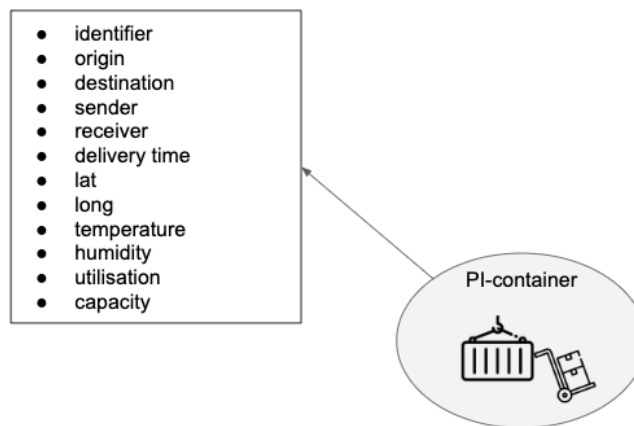 ● identifier
● origin
● destination
● sender
● receiver
● delivery time
● lat
● long
● temperature
● humidity
● utilisation
● capacity
PI-container